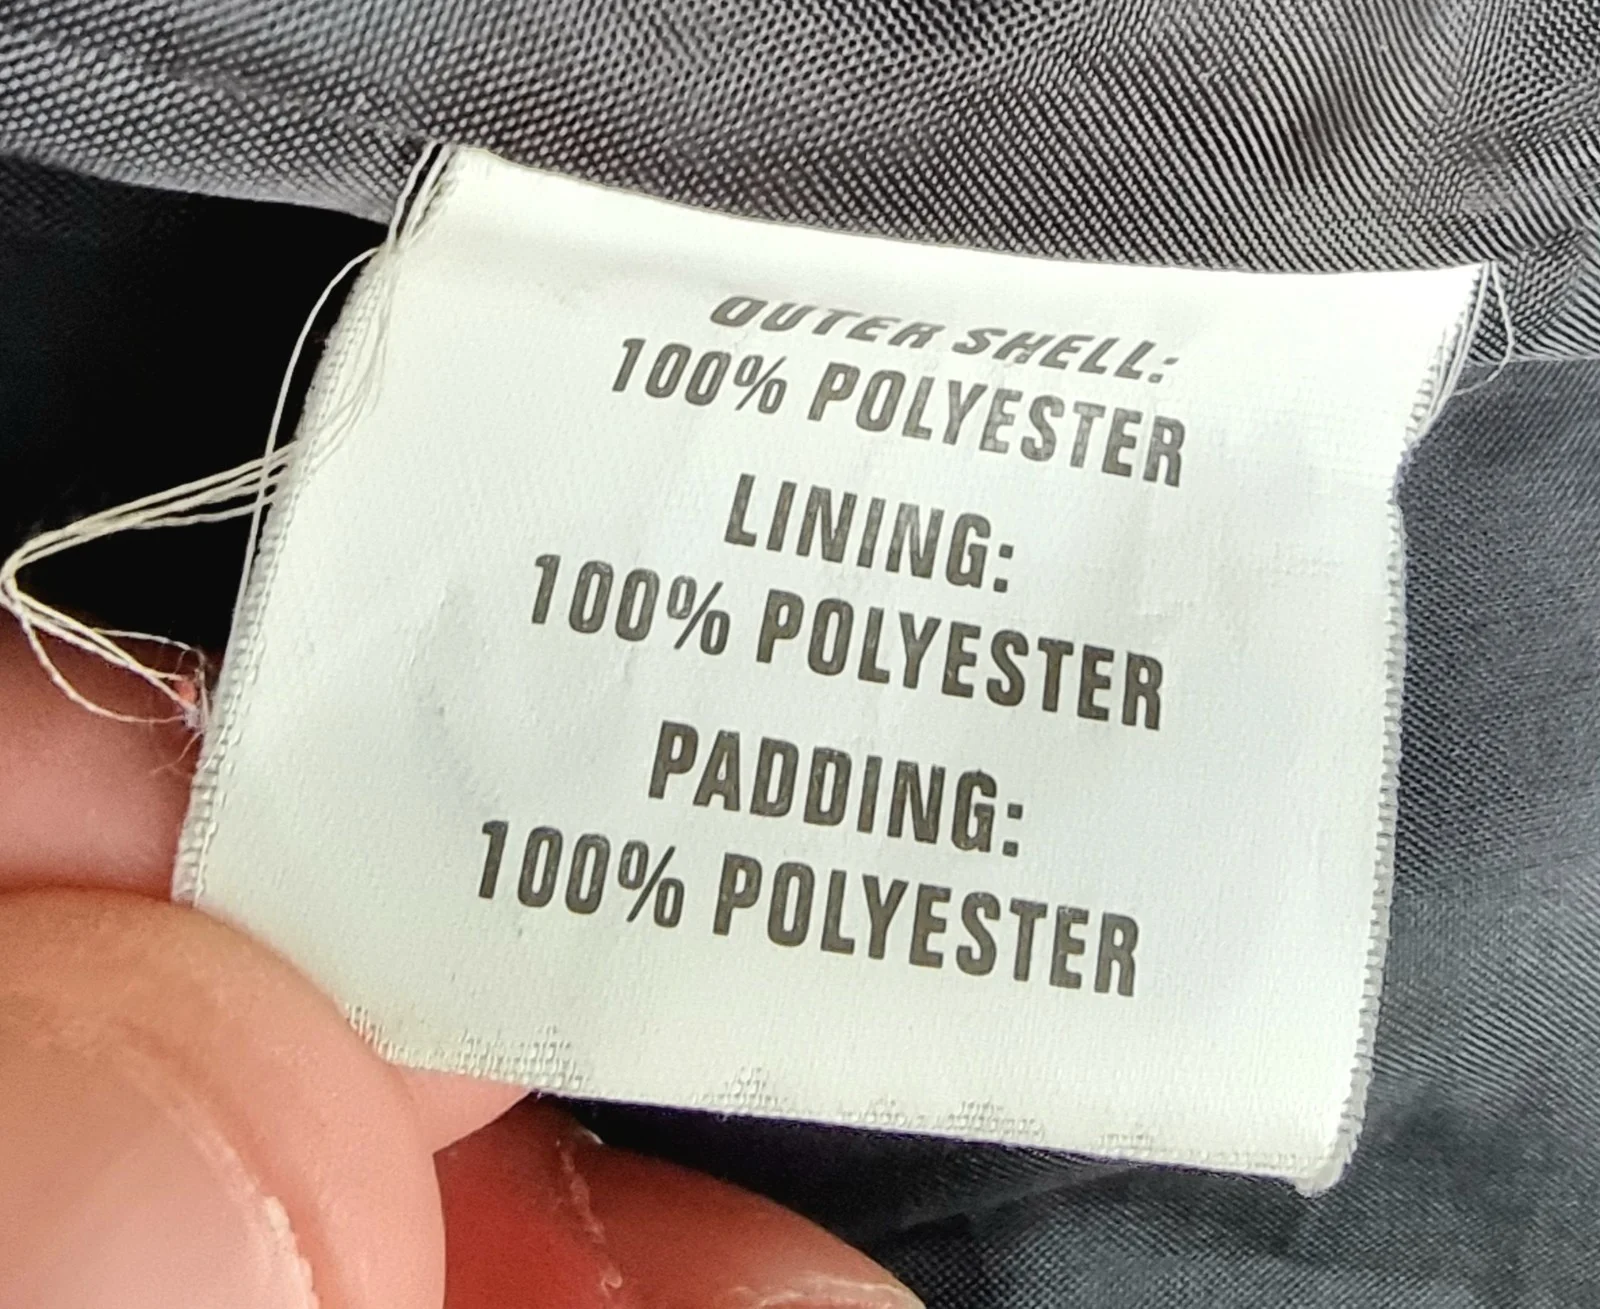 OUTER SHELL:
100% POLYESTER
LINING:
100% POLYESTER
PADDING:
100% POLYESTER